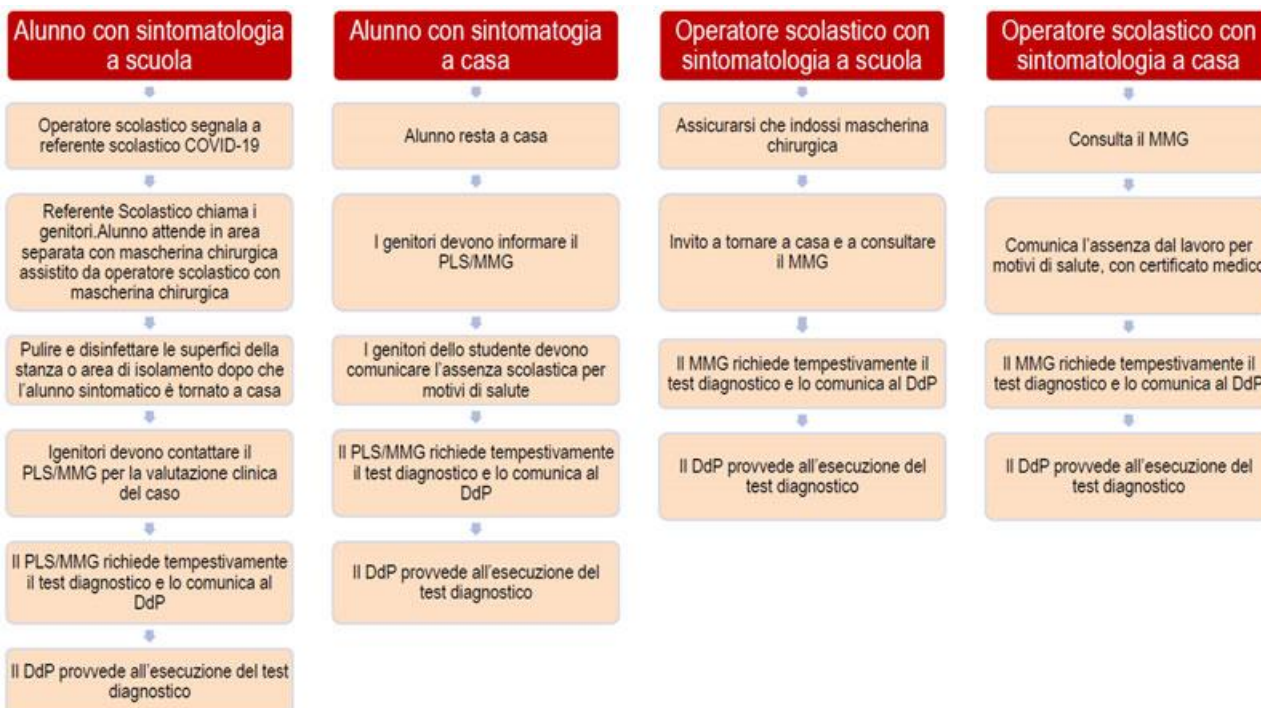 Alunno con sintomatologia
a scuola
Operatore scolastico segnala a
referente scolastico COVID-19
Referente Scolastico chiama i
genitori.Alunno attende in area
separata con mascherina chirurgica
assistito da operatore scolastico con
mascherina chirurgica
Pulire e disinfettare le superfici della
stanza o area di isolamento dopo che
l'alunno sintomatico è tornato a casa
Igenitori devono contattare il
PLS/MMG per la valutazione clinica
del caso
Il PLS/MMG richiede tempestivamente
il test diagnostico e lo comunica al
DdP
Il DdP provvede all'esecuzione del test
diagnostico
Alunno con sintomatogia
a casa
Alunno resta a casa
I genitori devono informare il
PLS/MMG
I genitori dello studente devono
comunicare l'assenza scolastica per
motivi di salute
Il PLS/MMG richiede tempestivamente
il test diagnostico e lo comunica al
DdP
Il DdP provvede all'esecuzione del
test diagnostico
Operatore scolastico con
sintomatologia a scuola
Assicurarsi che indossi mascherina
chirurgica
Invito a tornare a casa e a consultare
il MMG
Il MMG richiede tempestivamente il
test diagnostico e lo comunica al DdP
Il DdP provvede all'esecuzione del
test diagnostico
Operatore scolastico con
sintomatologia a casa
Consulta il MMG
Comunica l'assenza dal lavoro per
motivi di salute, con certificato medico
Il MMG richiede tempestivamente il
test diagnostico e lo comunica al DdP
Il DdP provvede all'esecuzione del
test diagnostico